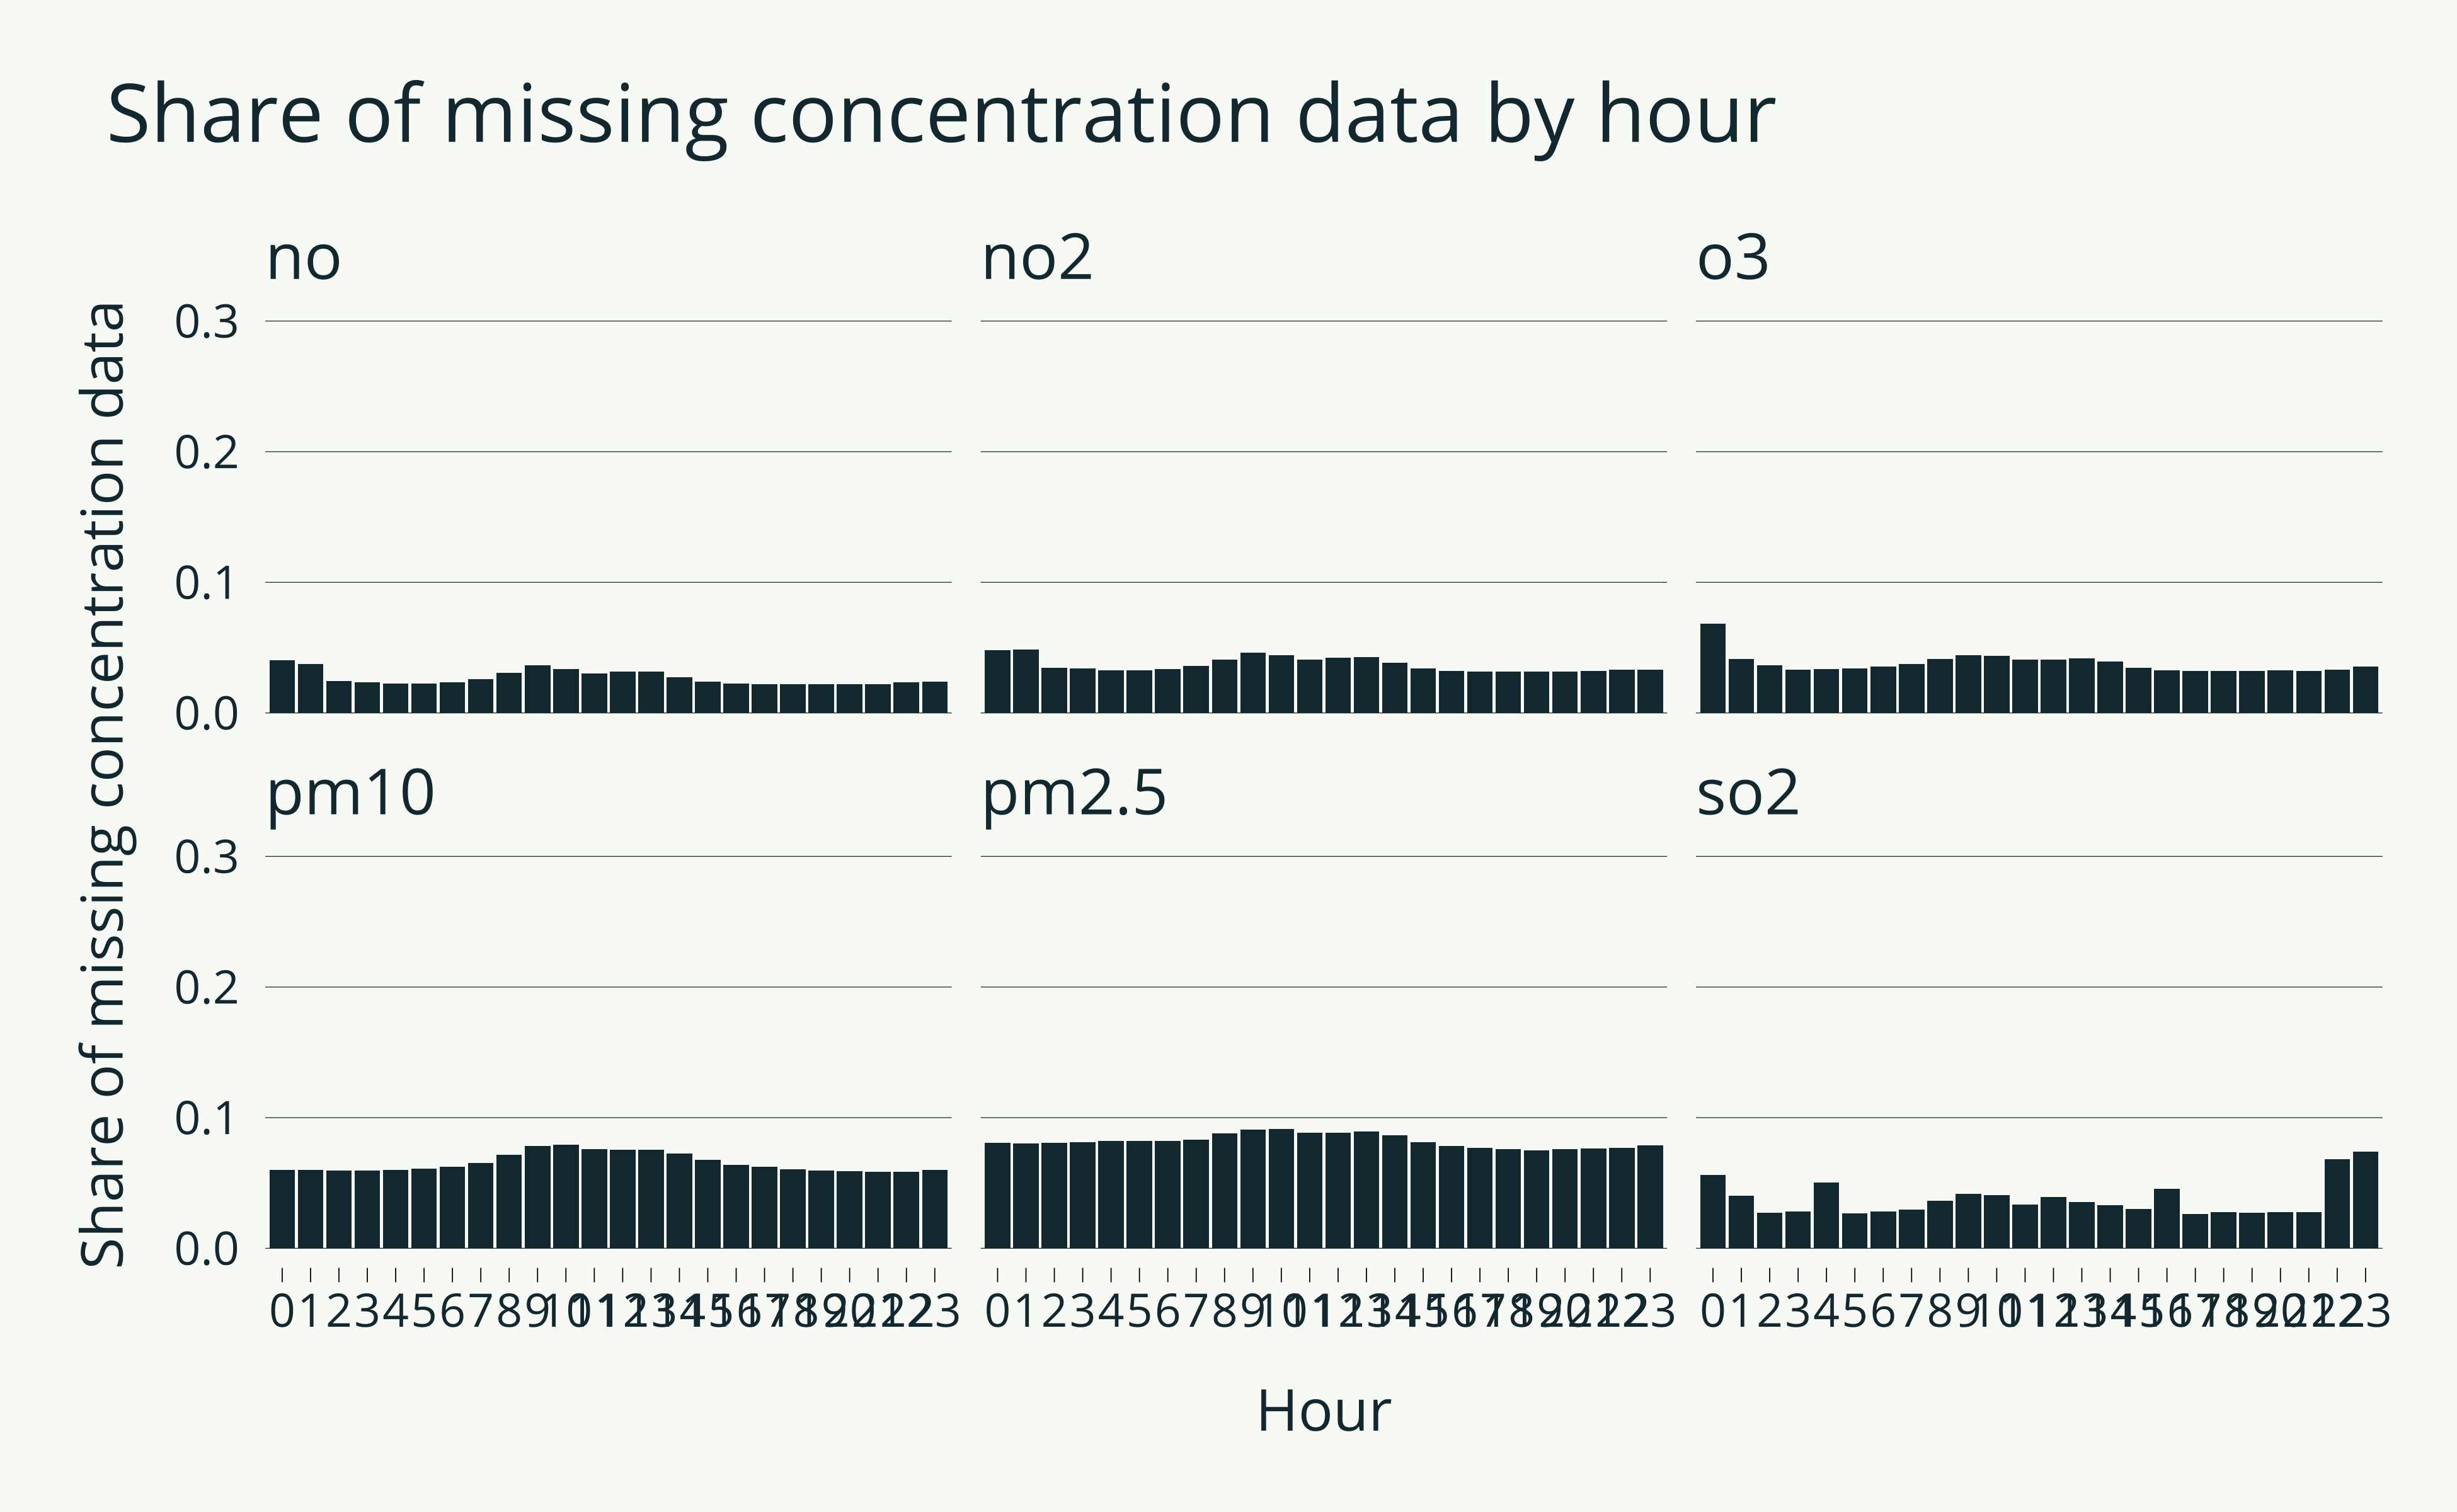 Share of missing concentration data by hour
no
no2
o3
Share of missing concentration data
0.3
0.2
0.1
0.0
pm10
pm2.5
so2
0.3
0.2
0.1
0.0
0 1 2 3 4 5 6 7 8 9 10 11 12 13 14 15 16 17 18 19 20 21 22 23
0 1 2 3 4 5 6 7 8 9 10 11 12 13 14 15 16 17 18 19 20 21 22 23
0 1 2 3 4 5 6 7 8 9 10 11 12 13 14 15 16 17 18 19 20 21 22 23
Hour